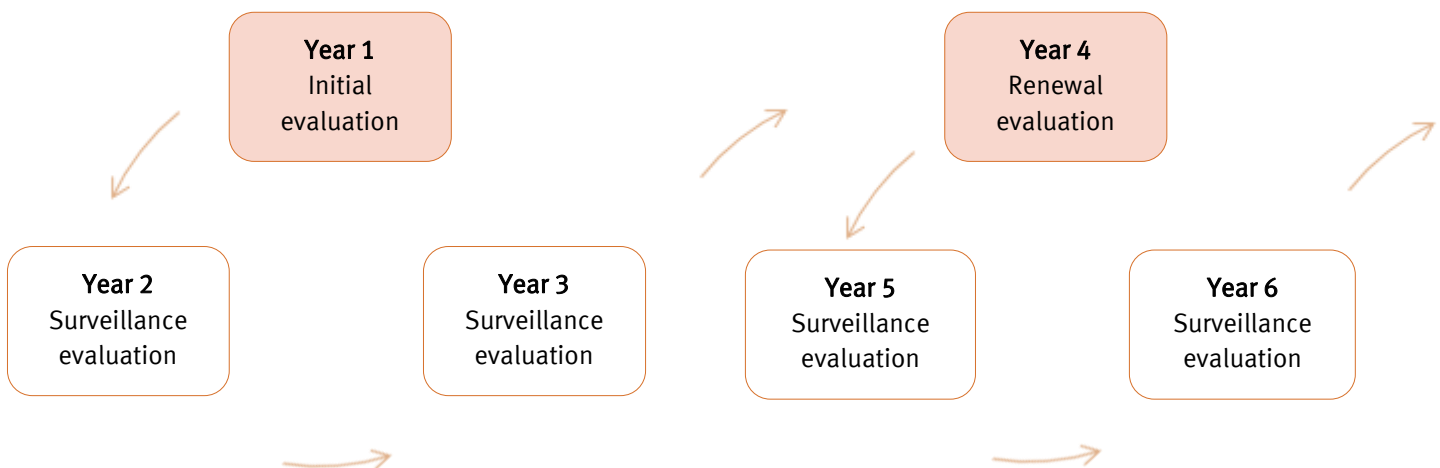 Year 1
Initial
evaluation
Year 2
Surveillance
evaluation
Year 3
Surveillance
evaluation
Year 4
Renewal
evaluation
Year 5
Surveillance
evaluation
Year 6
Surveillance
evaluation